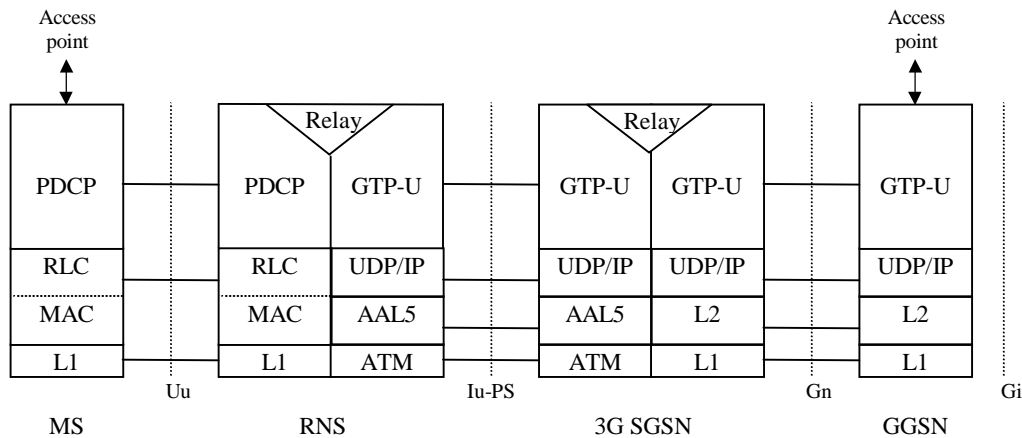 Access
point
Access
point
Relay
Relay
PDCP
PDCP
GTP-U
GTP-U
GTP-U
GTP-U
RLC
RLC
UDP/IP
UDP/IP
UDP/IP
UDP/IP
MAC
MAC
AAL5
AAL5
L2
L2
L1
L1
ATM
ATM
L1
L1
Uu
Iu-PS
Gn
Gi
MS
RNS
3G SGSN
GGSN